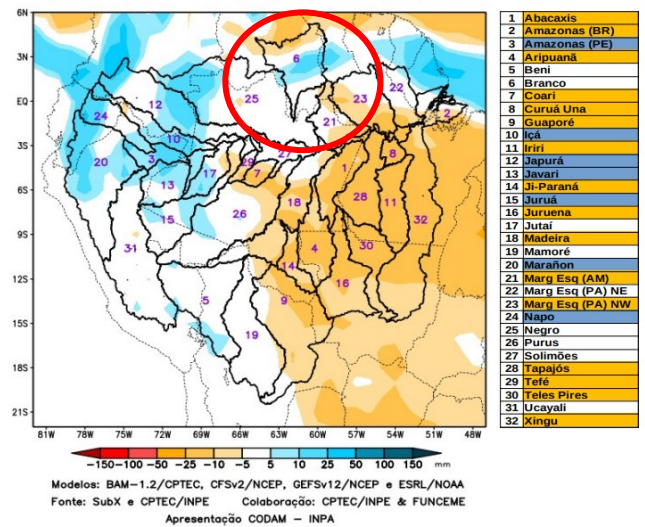 6N
3N
EQ
3S
6S
9S
12S
15S
18S
21S
81W 78W 75W 72W 69W 66W 63W 60W 57W 54W 51W 48W
6
12
25
23
22
24
21
2
10
27
20
3
29
7
1
8
13
17
28
11
18
15
26
32
31
4
30
14
16
5
9
19
-150 -100 -50 -25 -10 -5 5 10 25 50 100 150 mm
Modelos: BAM-1.2/CPTEC, CFSv2/NCEP, GEFSv12/NCEP e ESRL/NOAA
Fonte: SubX e CPTEC/INPE Colaboração: CPTEC/INPE & FUNCEME
Apresentação CODAM - INPA
1 Abacaxis
2 Amazonas (BR)
3 Amazonas (PE)
4 Aripuanã
5 Beni
6 Branco
7 Coari
8 Curuá Una
9 Guaporé
10 Içá
11 Iriri
12 Japurá
13 Javari
14 Ji-Paraná
15 Juruá
16 Juruena
17 Jutaí
18 Madeira
19 Mamoré
20 Marañon
21 Marg Esq (AM)
22 Marg Esq (PA) NE
23 Marg Esq (PA) NW
24 Napo
25 Negro
26 Purus
27 Solimões
28 Tapajós
29 Tefé
30 Teles Pires
31 Ucayali
32 Xingu